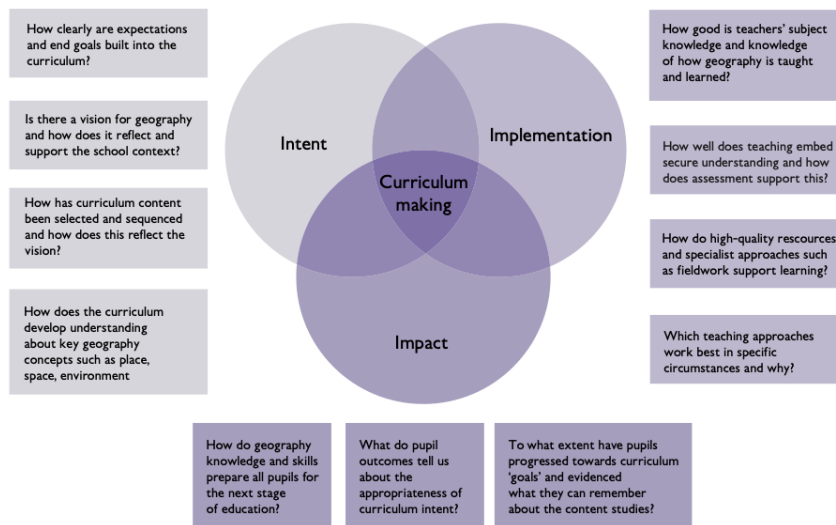 How clearly are expectations
and end goals built into the
curriculum?
Is there a vision for geography
and how does it reflect and
support the school context?
How has curriculum content
been selected and sequenced
and how does this reflect the
vision?
How does the curriculum
develop understanding
about key geography
concepts such as place,
space, environment
Intent
Implementation
Curriculum
making
Impact
How good is teachers' subject
knowledge and knowledge
of how geography is taught
and learned?
How well does teaching embed
secure understanding and how
does assessment support this?
How do high-quality rescources
and specialist approaches such
as fieldwork support learning?
Which teaching approaches
work best in specific
circumstances and why?
How do geography
knowledge and skills
prepare all pupils for
the next stage
of education?
What do pupil
outcomes tell us
about the
appropriateness of
curriculum intent?
To what extent have pupils
progressed towards curriculum
‘goals’ and evidenced
what they can remember
about the content studies?